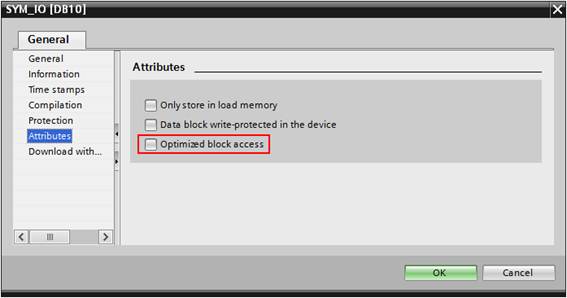 SYM_IO [DB10]
General
General
Information
Time stamps
Compilation
Protection
Attributes
Download with...
Attributes
Only store in load memory
Data block write-protected in the device
Optimized block access
OK
Cancel